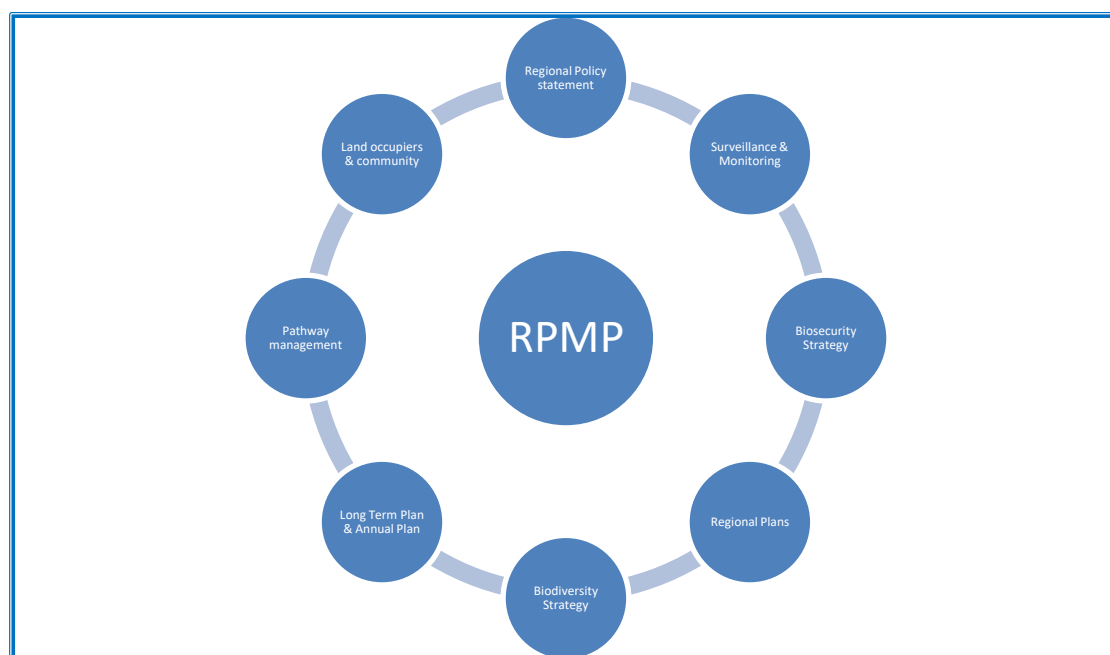 Regional Policy
statement
Surveillance &
Monitoring
Biosecurity
Strategy
Regional Plans
Biodiversity
Strategy
Long Term Plan
& Annual Plan
Pathway
management
Land occupiers
& community
RPMP